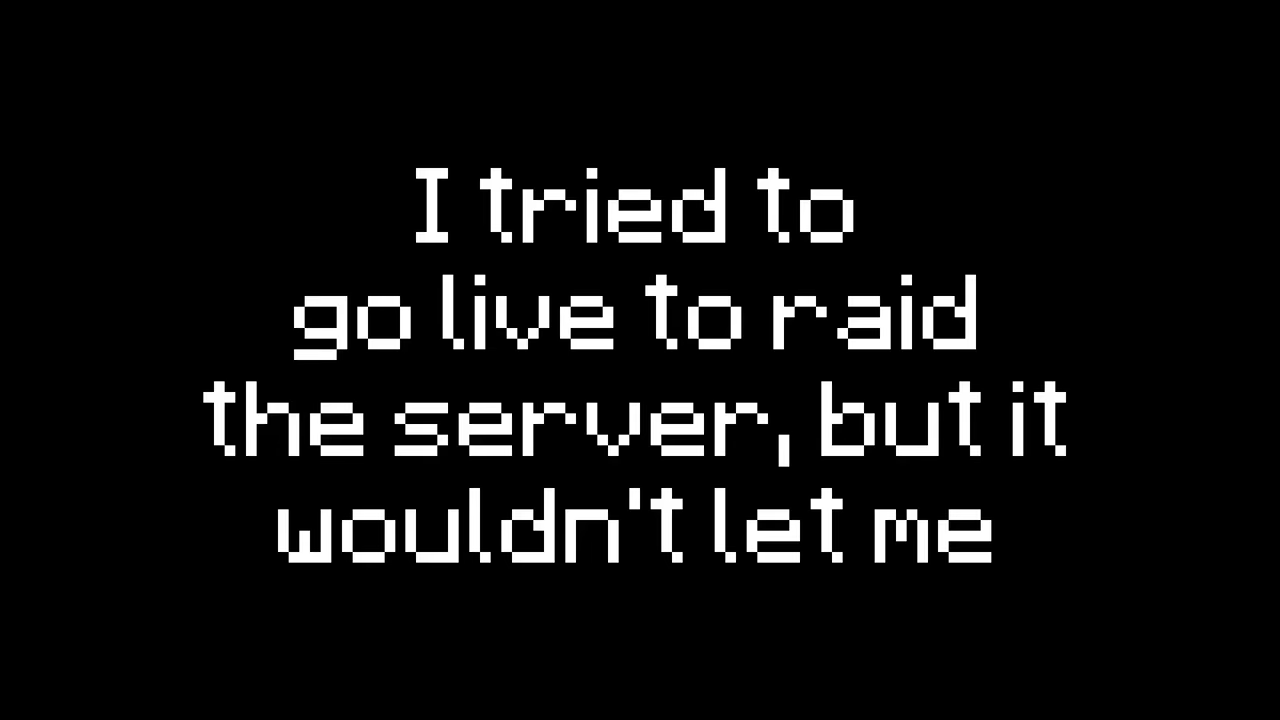 I tried to
go live to raid
the server, but it
wouldn't let me